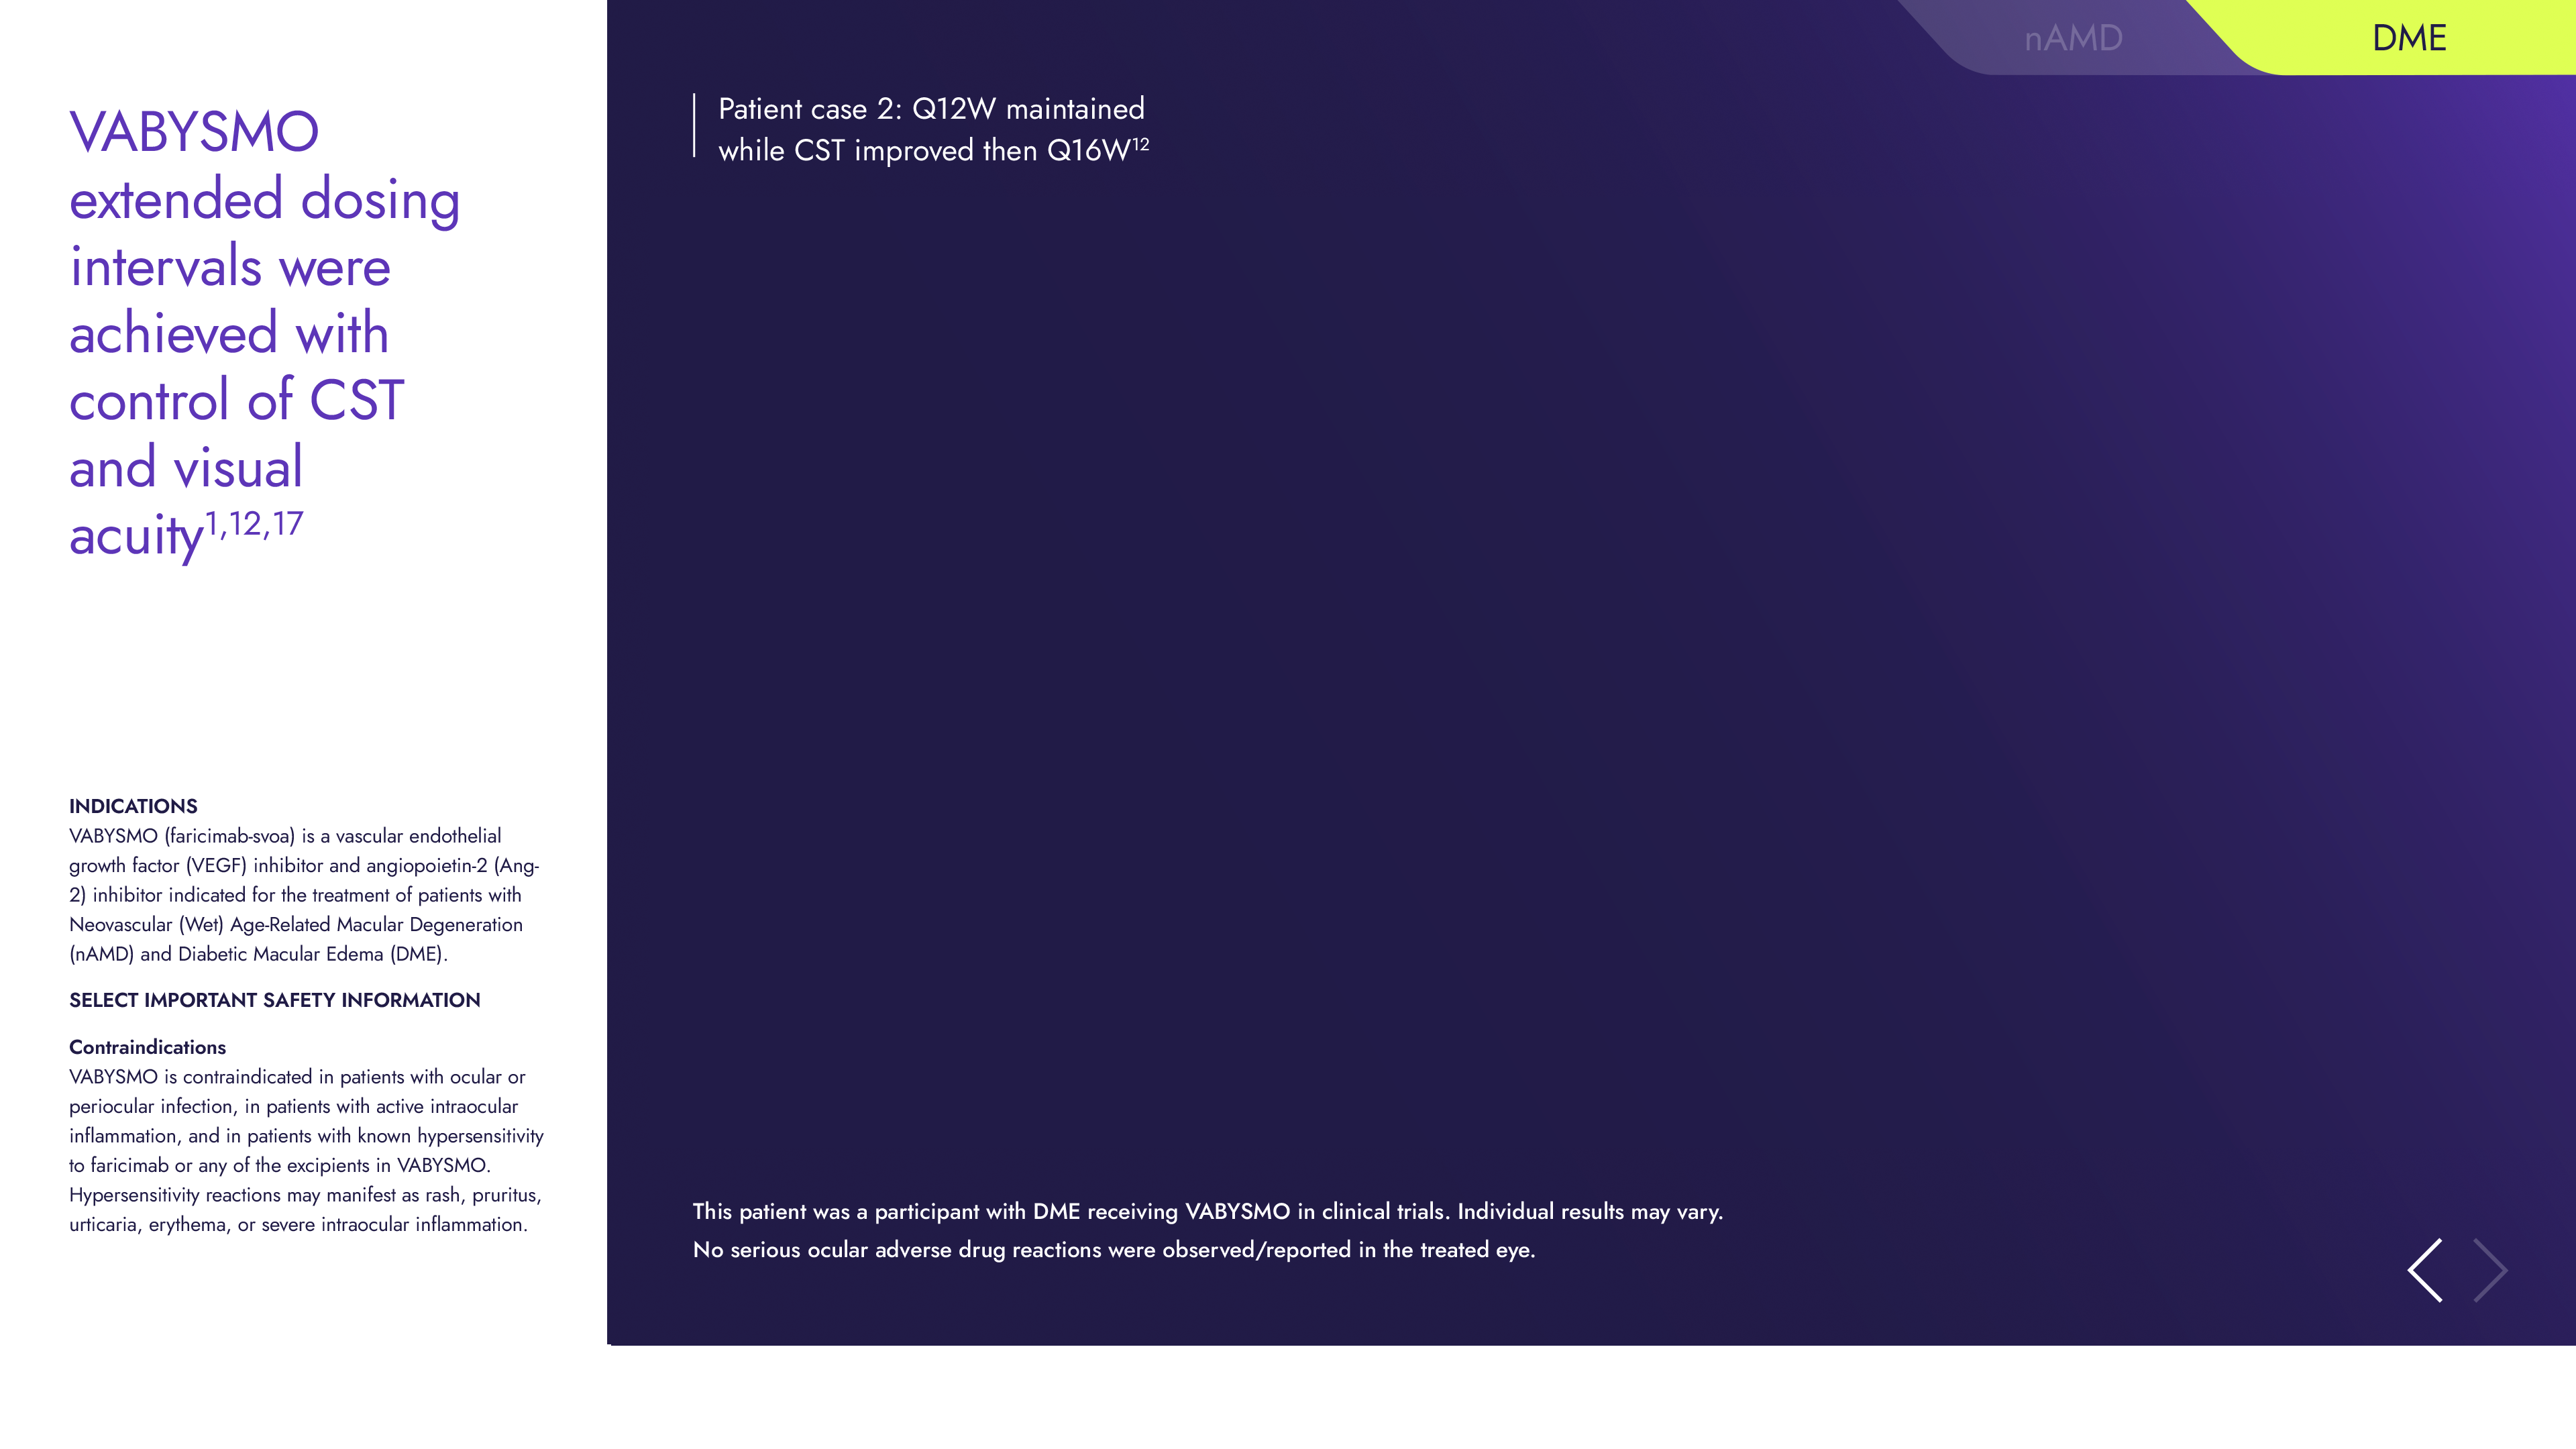 VABYSMO
extended dosing
intervals were
achieved with
control of CST
and visual
acuity1,12,17
INDICATIONS
VABYSMO (faricimab-svoa) is a vascular endothelial
growth factor (VEGF) inhibitor and angiopoietin-2 (Ang-
2) inhibitor indicated for the treatment of patients with
Neovascular (Wet) Age-Related Macular Degeneration
(nAMD) and Diabetic Macular Edema (DME).
SELECT IMPORTANT SAFETY INFORMATION
Contraindications
VABYSMO is contraindicated in patients with ocular or
periocular infection, in patients with active intraocular
inflammation, and in patients with known hypersensitivity
to faricimab or any of the excipients in VABYSMO.
Hypersensitivity reactions may manifest as rash, pruritus,
urticaria, erythema, or severe intraocular inflammation.
nAMD
DME
Patient case 2: Q12W maintained
while CST improved then Q16W12
This patient was a participant with DME receiving VABYSMO in clinical trials. Individual results may vary.
No serious ocular adverse drug reactions were observed/reported in the treated eye.